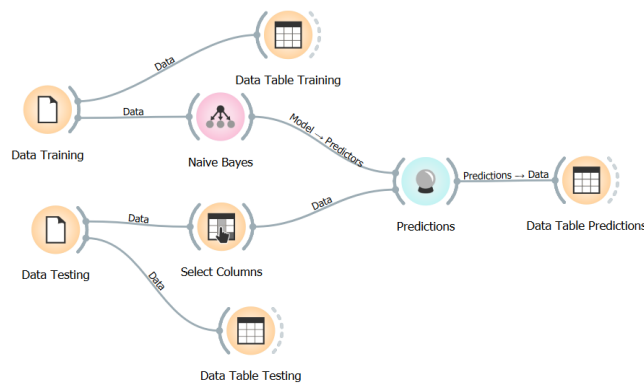 Data
Data Table Training
Data
Data Training
Naive Bayes
Model → Predictors
Predictions → Data
Data
Data
Predictions
Data Table Predictions
Data Testing
Select Columns
Data
Data Table Testing